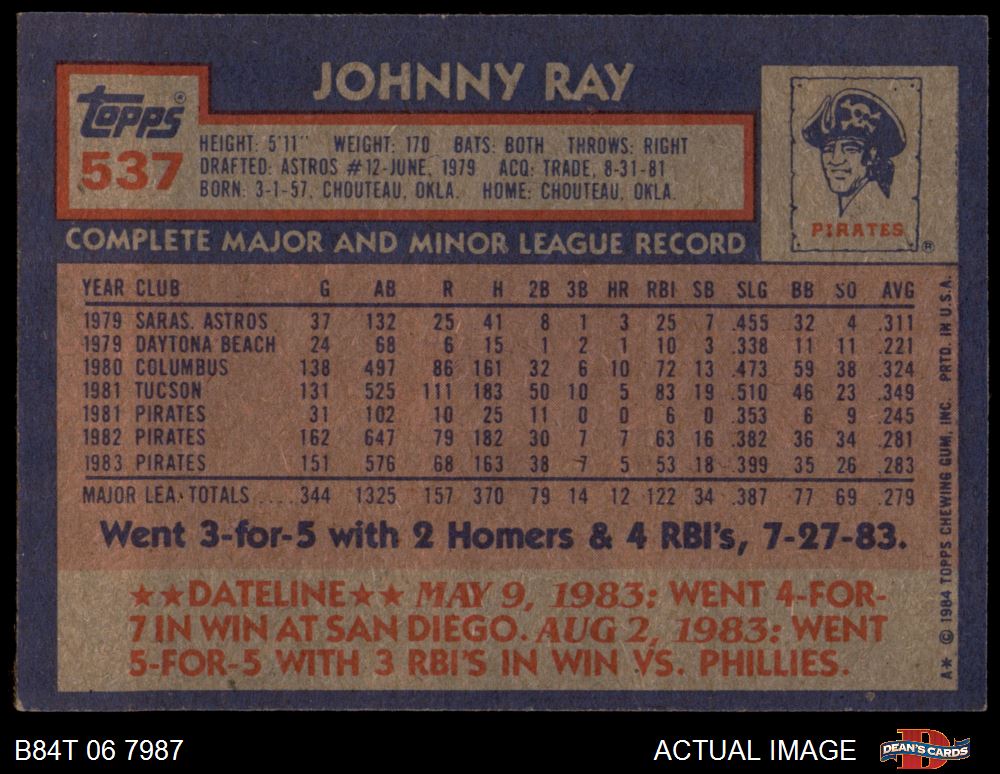 JOHNNY RAY
Topps
537
HEIGHT: 5'11" WEIGHT: 170 BATS: BOTH THROWS: RIGHT
DRAFTED: ASTROS #12-JUNE, 1979 ACQ: TRADE, 8-31-81
BORN: 3-1-57, CHOUTEAU, OKLA. HOME: CHOUTEAU, OKLA.
PIRATES ®
COMPLETE MAJOR AND MINOR LEAGUE RECORD
YEAR CLUB G AB R H 2B 3B HR RBI SB SLG BB SO AVG
1979 SARAS. ASTROS 37 132 25 41 8 1 3 25 7 .455 32 4 .311
1979 DAYTONA BEACH 24 68 6 15 1 2 1 10 3 .338 11 11 .221
1980 COLUMBUS 138 497 86 161 32 6 10 72 13 .473 59 38 .324
1981 TUCSON 131 525 111 183 50 10 5 83 19 .510 46 23 .349
1981 PIRATES 31 102 10 25 11 0 0 6 0 .353 6 9 .245
1982 PIRATES 162 647 79 182 30 7 7 63 16 .382 36 34 .281
1983 PIRATES 151 576 68 163 38 7 5 53 18 .399 35 26 .283
MAJOR LEA. TOTALS .... 344 1325 157 370 79 14 12 122 34 .387 77 69 .279
Went 3-for-5 with 2 Homers & 4 RBI's, 7-27-83.
★★DATELINE★★ MAY 9, 1983: WENT 4-FOR-
7 IN WIN AT SAN DIEGO. AUG 2, 1983: WENT
5-FOR-5 WITH 3 RBI'S IN WIN VS. PHILLIES.
A* © 1984 TOPPS CHEWING GUM, INC. PRTD. IN U.S.A.
B84T 06 7987
ACTUAL IMAGE
DEAN'S CARDS